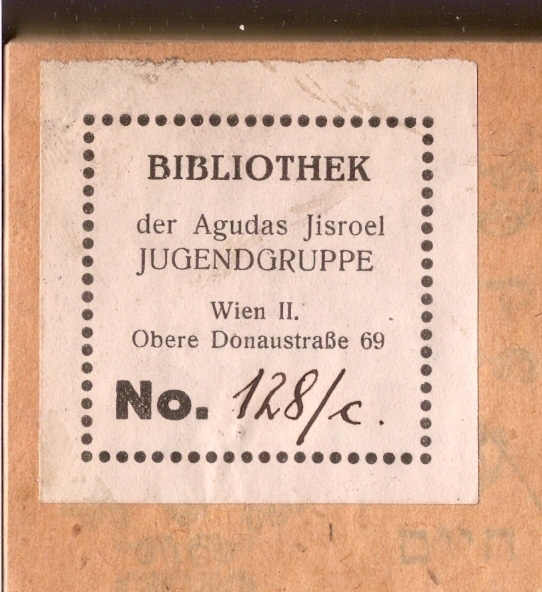 BIBLIOTHEK
der Agudas Jisroel
JUGENDGRUPPE
Wien II.
Obere Donaustraße 69
No. 128/c.